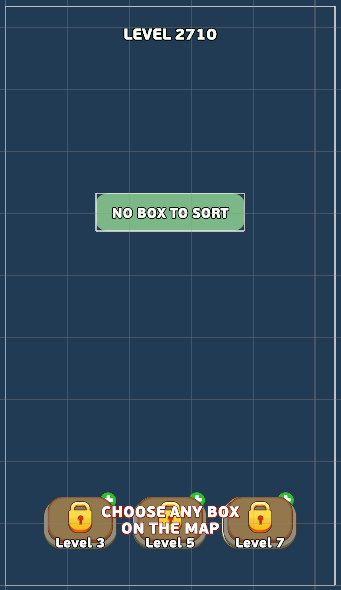 LEVEL 2710
NO BOX TO SORT
CHOOSE ANY BOX
ON THE MAP
Level 3
Level 5
Level 7